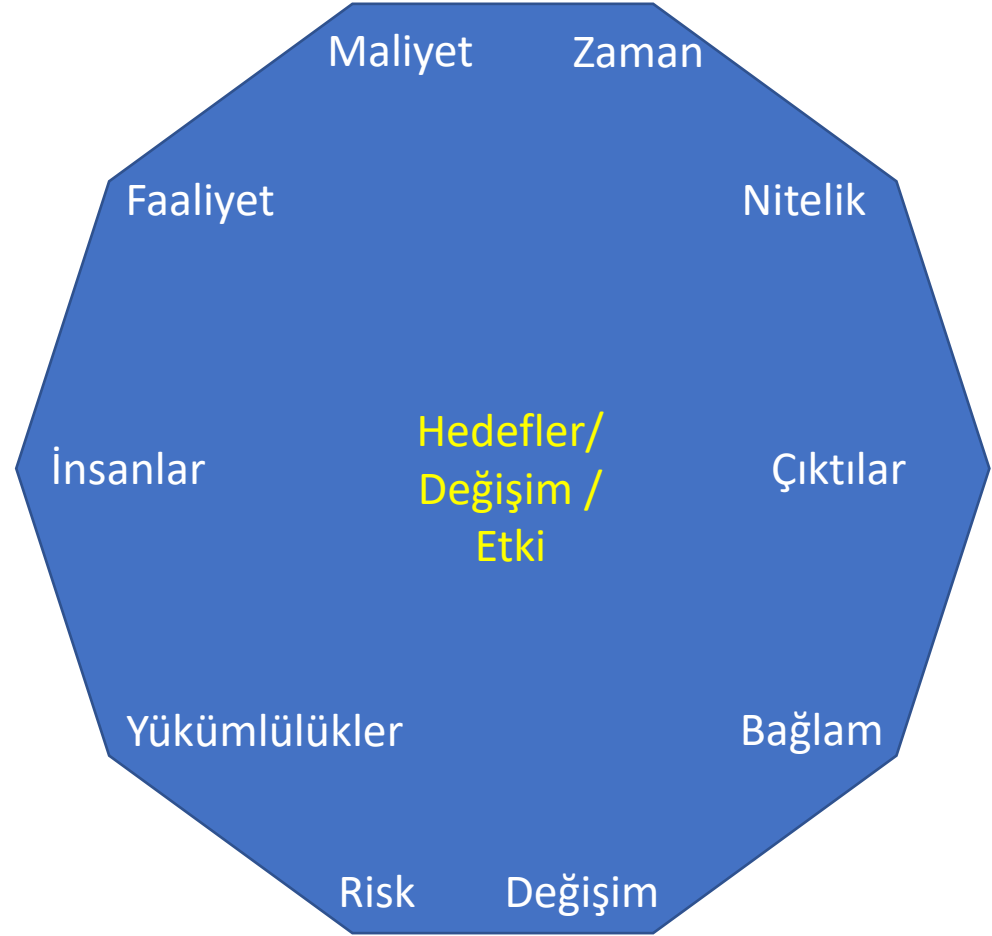 Maliyet Zaman
Faaliyet Nitelik
Hedefler/
Değişim /
Etki
İnsanlar Çıktılar
Yükümlülükler Bağlam
Risk Değişim